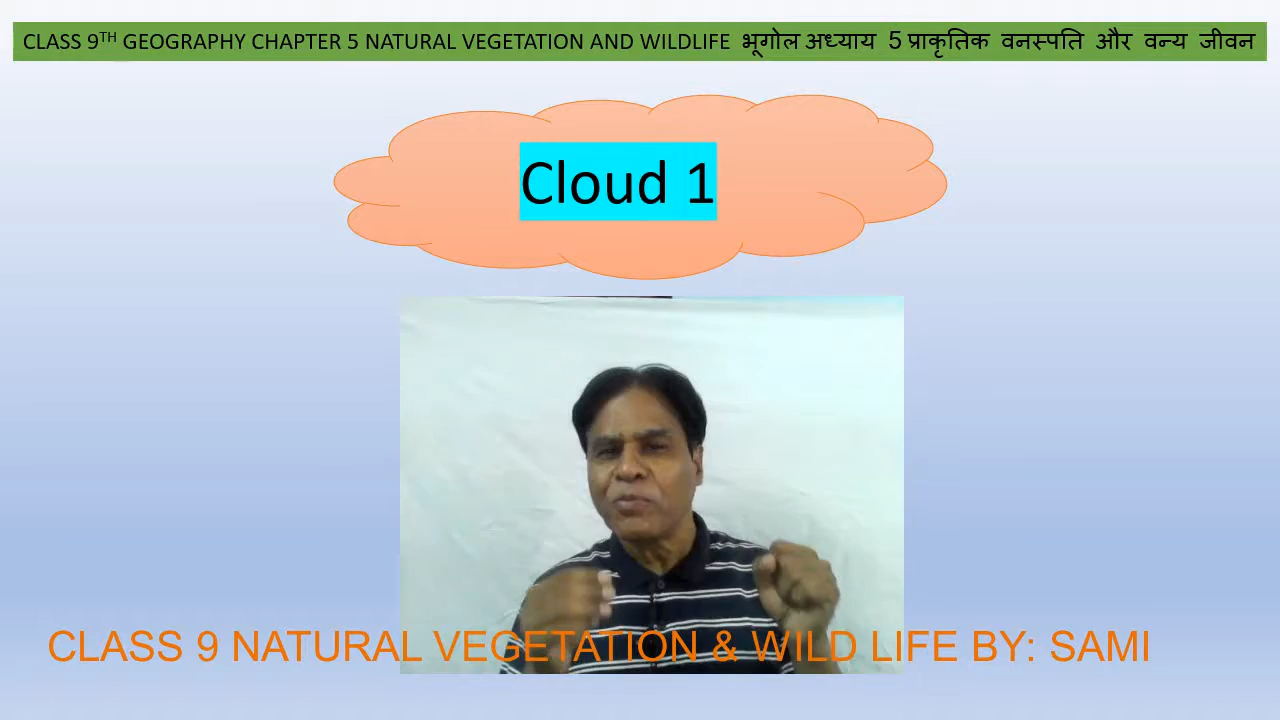 CLASS 9TH GEOGRAPHY CHAPTER 5 NATURAL VEGETATION AND WILDLIFE भूगोल अध्याय 5 प्राकृतिक वनस्पति और वन्य जीवन
Cloud 1
CLASS 9 NATURAL VEGETATION & WILD LIFE BY: SAMI